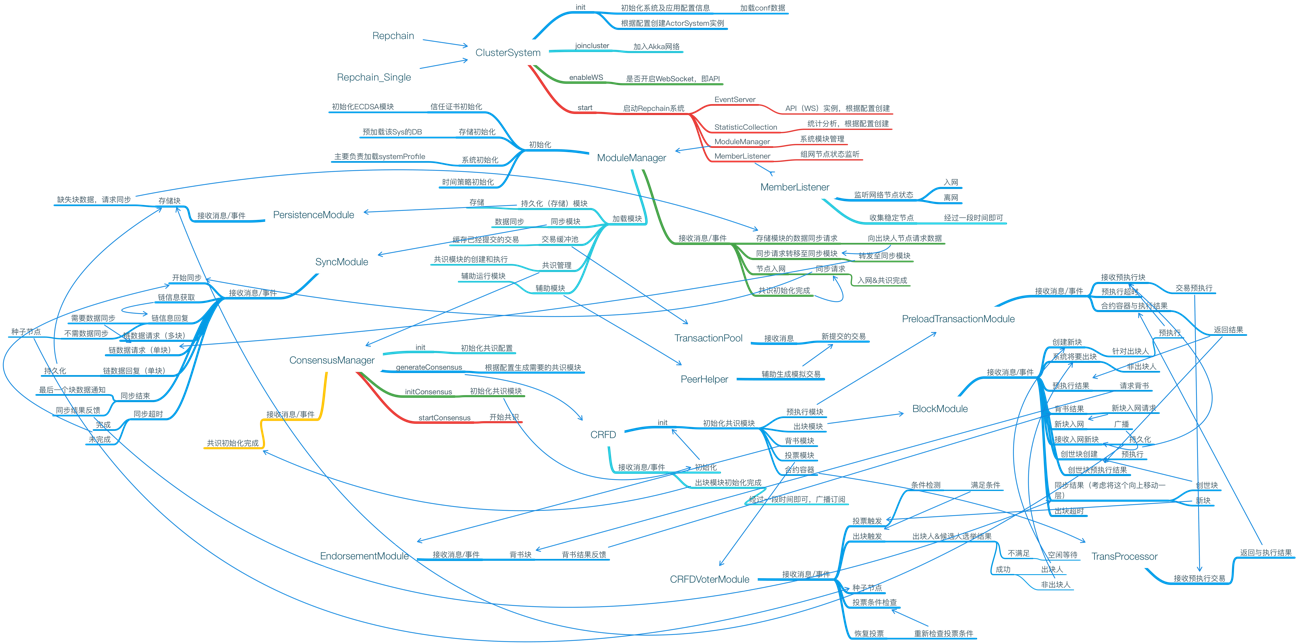 Repchain
Repchain_Single
ClusterSystem
init
初始化系统及应用配置信息
加载conf数据
根据配置创建ActorSystem实例
joincluster
加入Akka网络
enableWS
是否开启WebSocket，即API
start
启动Repchain系统
EventServer
API（WS）实例，根据配置创建
StatisticCollection
统计分析，根据配置创建
ModuleManager
系统模块管理
MemberListener
组网节点状态监听
MemberListener
监听网络节点状态
入网
离网
收集稳定节点
经过一段时间即可
ModuleManager
初始化
信任证书初始化
初始化ECDSA模块
存储初始化
预加载该Sys的DB
系统初始化
主要负责加载systemProfile
时间策略初始化
加载模块
持久化（存储）模块
存储
同步模块
数据同步
交易缓冲池
缓存已经提交的交易
共识管理
共识模块的创建和执行
辅助模块
辅助运行模块
接收消息/事件
存储模块的数据同步请求
向出块人节点请求数据
同步请求转移至同步模块
转发至同步模块
节点入网
同步请求
入网&共识完成
共识初始化完成
PersistenceModule
接收消息/事件
存储块
缺失块数据，请求同步
SyncModule
接收消息/事件
开始同步
链信息获取
链信息回复
需要数据同步
不需数据同步
种子节点
链数据请求（多块）
链数据请求（单块）
链数据回复（单块）
持久化
同步结束
最后一个块数据通知
同步结果反馈
同步超时
完成
未完成
TransactionPool
接收消息
新提交的交易
PeerHelper
辅助生成模拟交易
ConsensusManager
init
初始化共识配置
generateConsensus
根据配置生成需要的共识模块
initConsensus
初始化共识模块
startConsensus
开始共识
接收消息/事件
共识初始化完成
CRFD
init
初始化共识模块
预执行模块
出块模块
背书模块
投票模块
合约容器
接收消息/事件
初始化
出块模块初始化完成
经过一段时间即可，广播订阅
PreloadTransactionModule
接收消息/事件
接收预执行块
交易预执行
预执行超时
合约容器与执行结果
返回结果
BlockModule
接收消息/事件
创建新块
针对出块人
预执行
系统将要出块
非出块人
预执行结果
请求背书
背书结果
新块入网请求
新块入网
广播
接收入网新块
持久化
创世块创建
预执行
创世块预执行结果
同步结果（考虑将这个向上移动一层）
创世块
新块
出块超时
EndorsementModule
接收消息/事件
背书块
背书结果反馈
CRFDVoterModule
接收消息/事件
投票触发
条件检测
满足条件
出块触发
出块人&候选人选举结果
不满足
空闲等待
成功
出块人
非出块人
种子节点
投票条件检查
恢复投票
重新检查投票条件
TransProcessor
接收预执行交易
返回与执行结果